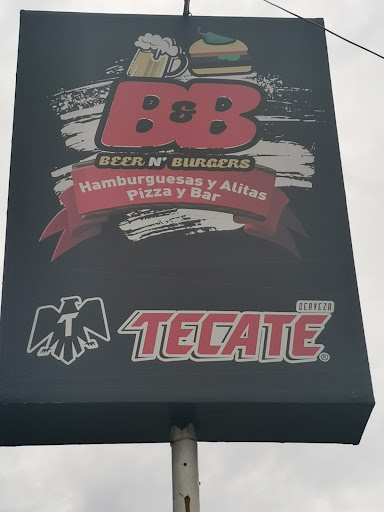 B&B
BEER N' BURGERS
Hamburguesas y Alitas
Pizza y Bar
CERVEZA
T
TECATE®